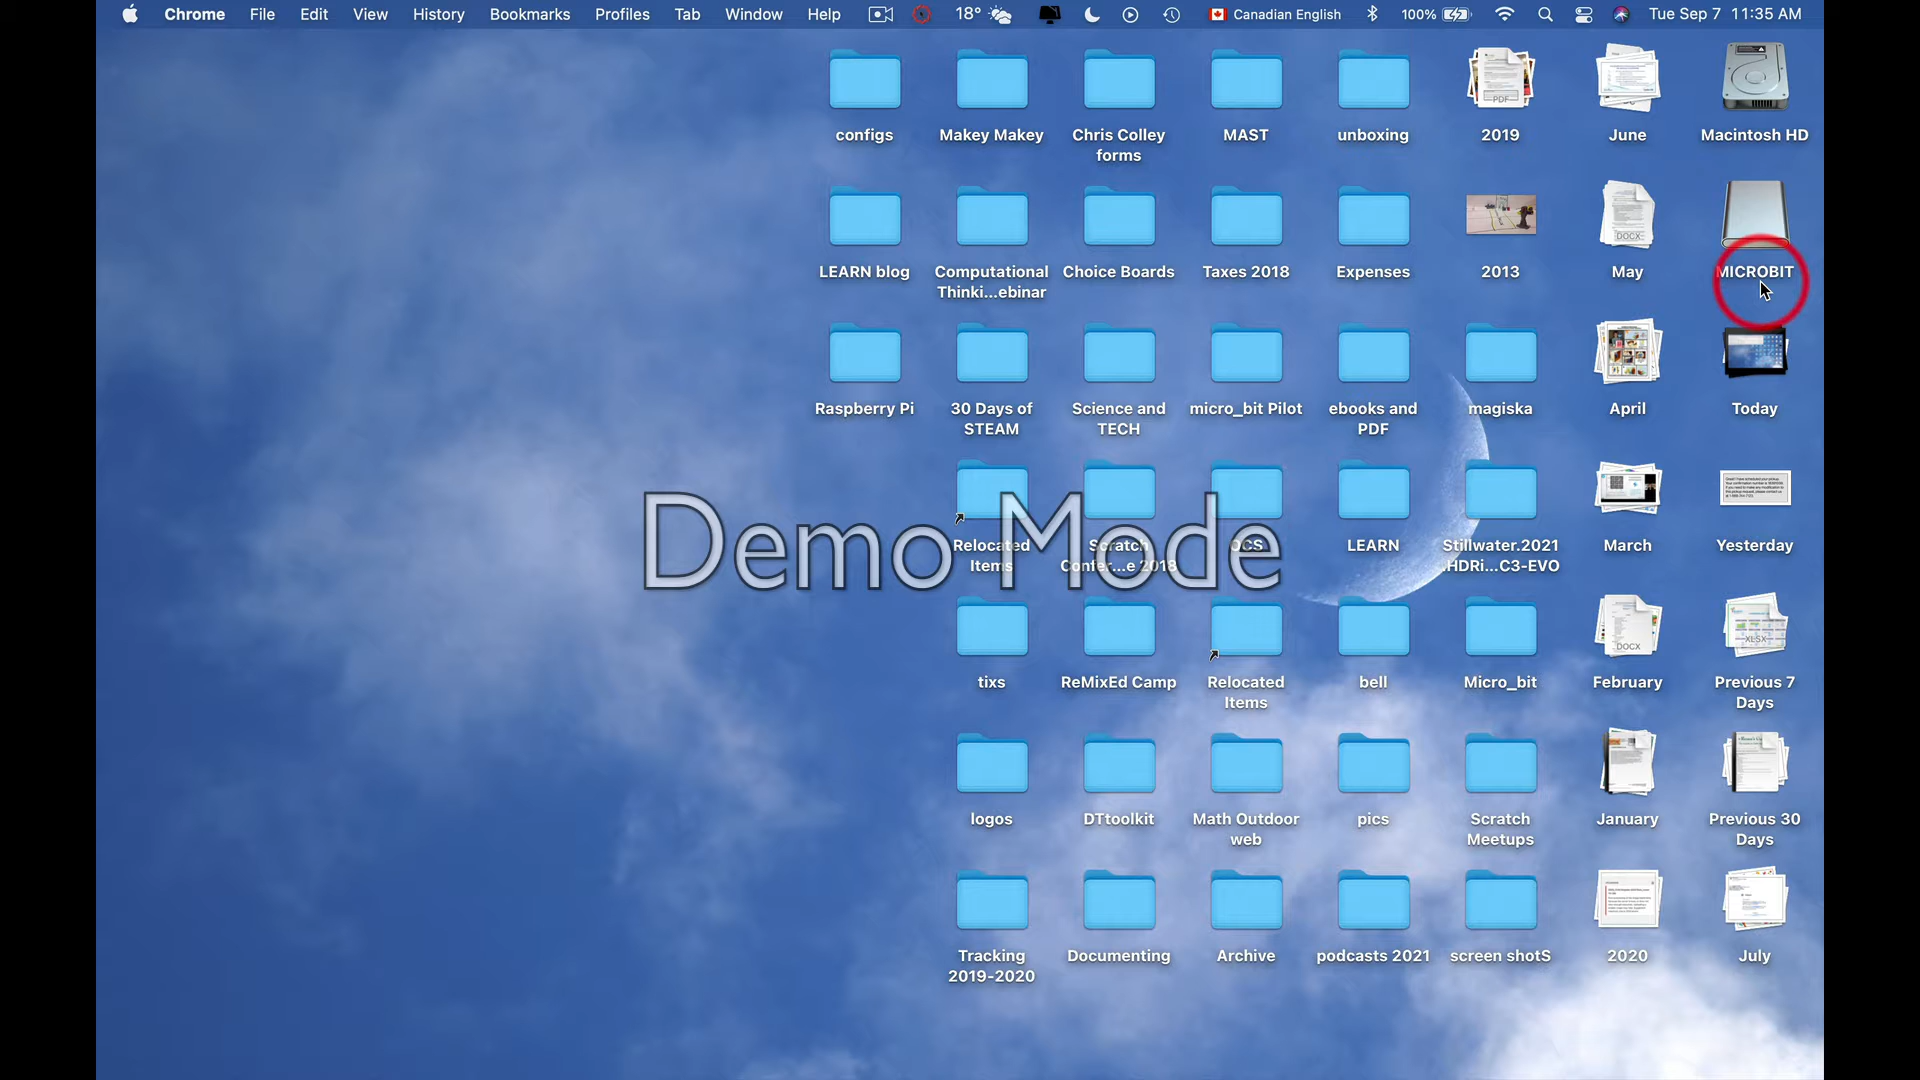 Chrome File Edit View History Bookmarks Profiles Tab Window Help 18° Canadian English 100% Tue Sep 7 11:35 AM
configs Makey Makey Chris Colley MAST unboxing 2019 June Macintosh HD
forms
PDF
LEARN blog Computational Choice Boards Taxes 2018 Expenses 2013 May MICROBIT
Thinki...ebinar
DOCX
Raspberry Pi 30 Days of Science and micro_bit Pilot ebooks and magiska April Today
STEAM TECH PDF
Demo Mode
Relocated Scratch OCS LEARN Stillwater.2021 March Yesterday
Items Confer...e 2018 .HDRi...C3-EVO
DOCX XLSX
tixs ReMixEd Camp Relocated bell Micro_bit February Previous 7
Items Days
logos DTtoolkit Math Outdoor pics Scratch January Previous 30
web Meetups Days
Tracking Documenting Archive podcasts 2021 screen shotS 2020 July
2019-2020